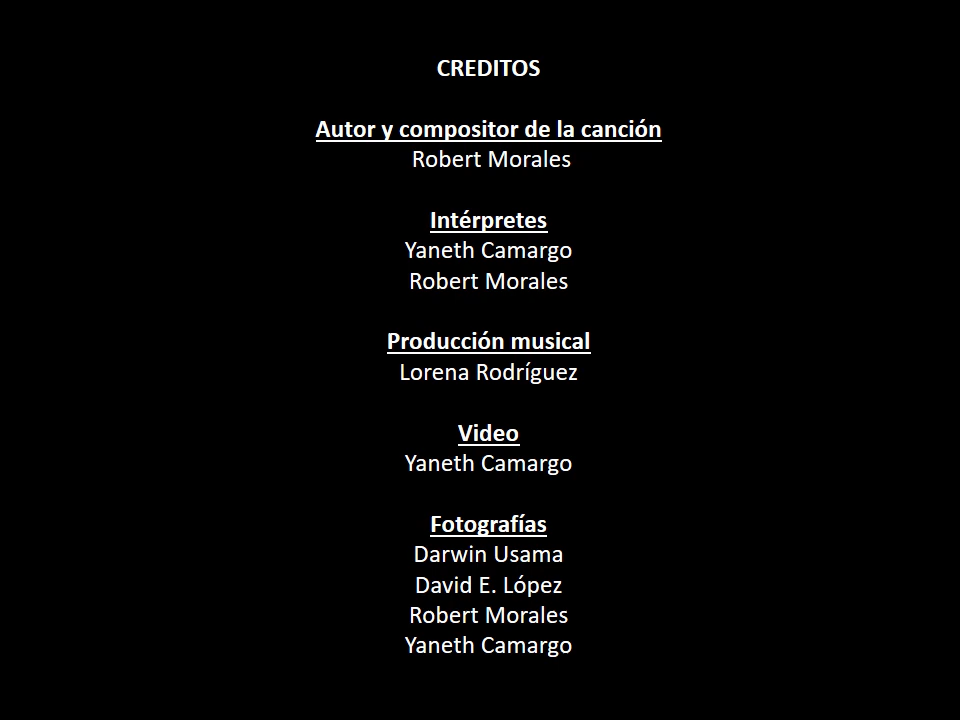 CREDITOS
Autor y compositor de la canción
Robert Morales
Intérpretes
Yaneth Camargo
Robert Morales
Producción musical
Lorena Rodríguez
Video
Yaneth Camargo
Fotografías
Darwin Usama
David E. López
Robert Morales
Yaneth Camargo